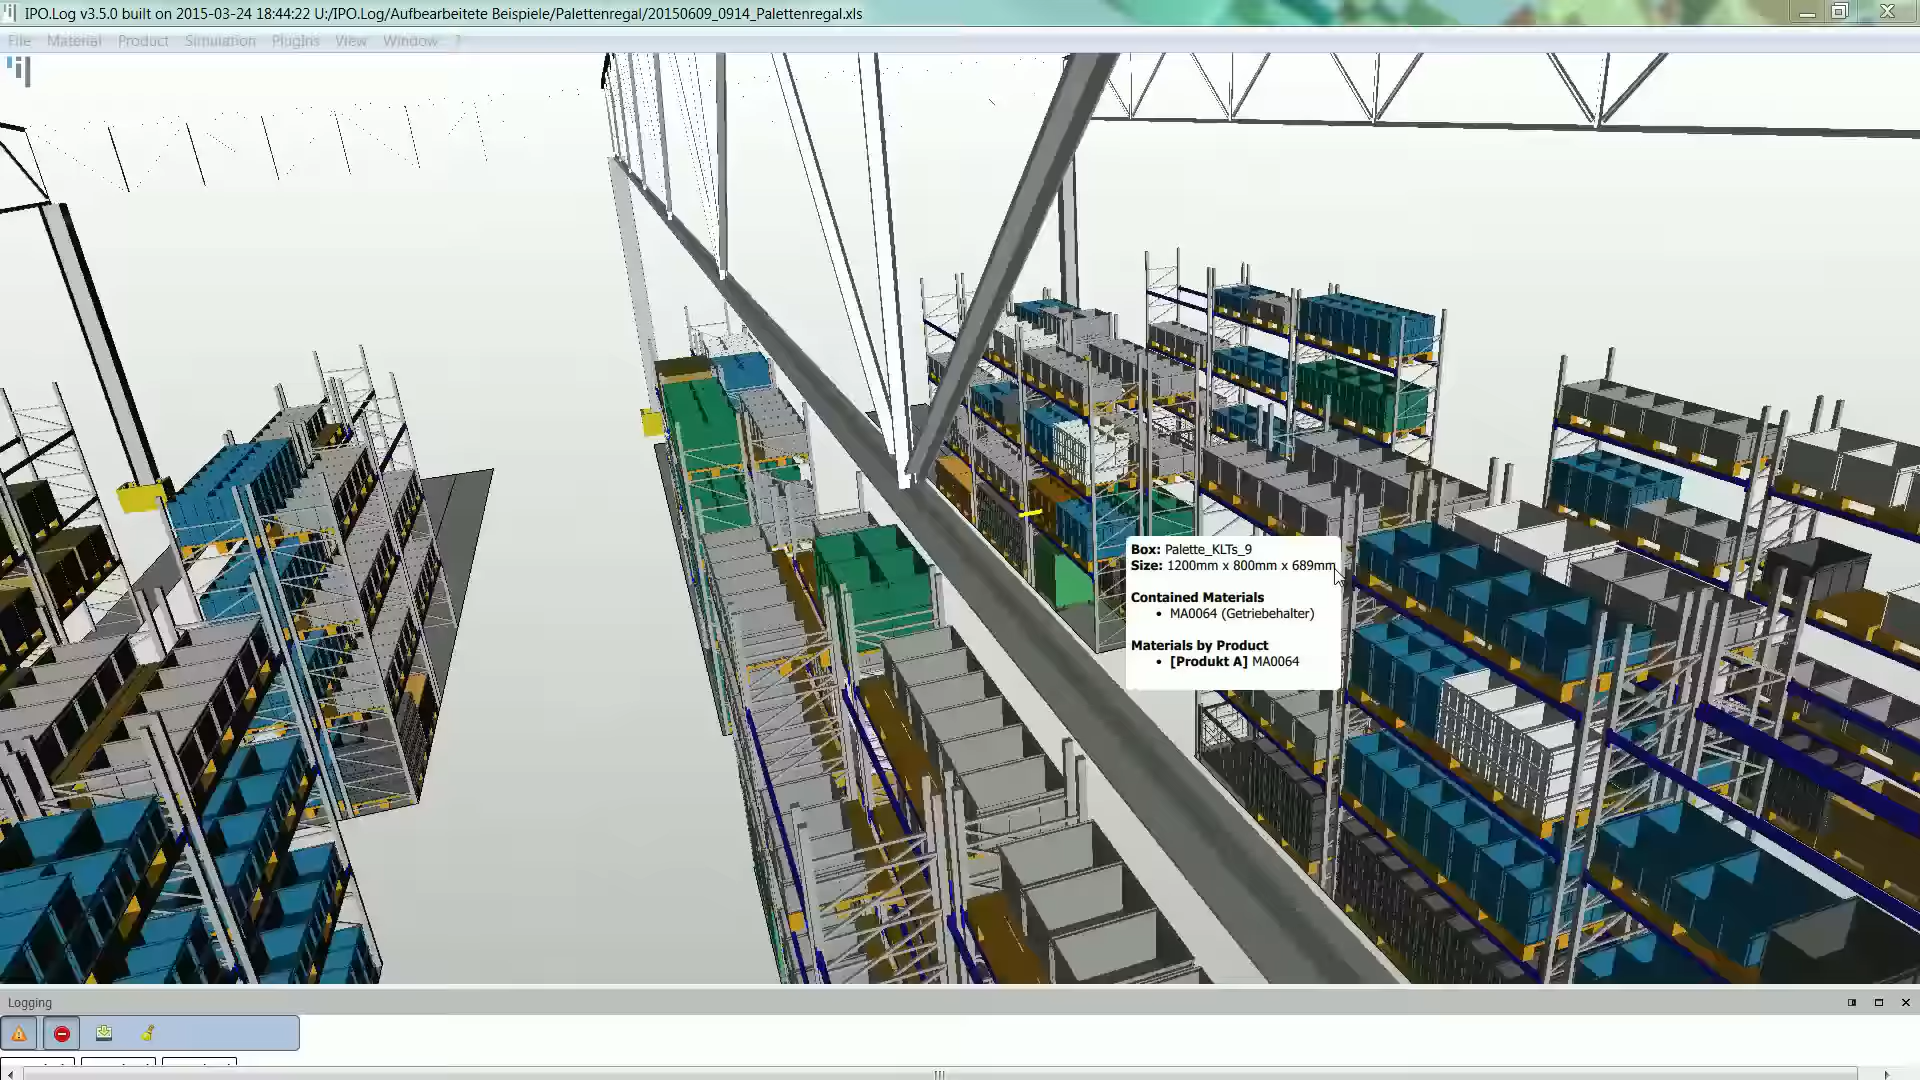 IPO.Log v3.5.0 built on 2015-03-24 18:44:22 U:/IPO.Log/Aufbearbeitete Beispiele/Palettenregal/20150609_0914_Palettenregal.xls
File Material Product Simulation PlugIns View Window ?
Box: Palette_KLTs_9
Size: 1200mm x 800mm x 689mm
Contained Materials
• MA0064 (Getriebehalter)
Materials by Product
• [Produkt A] MA0064
Logging